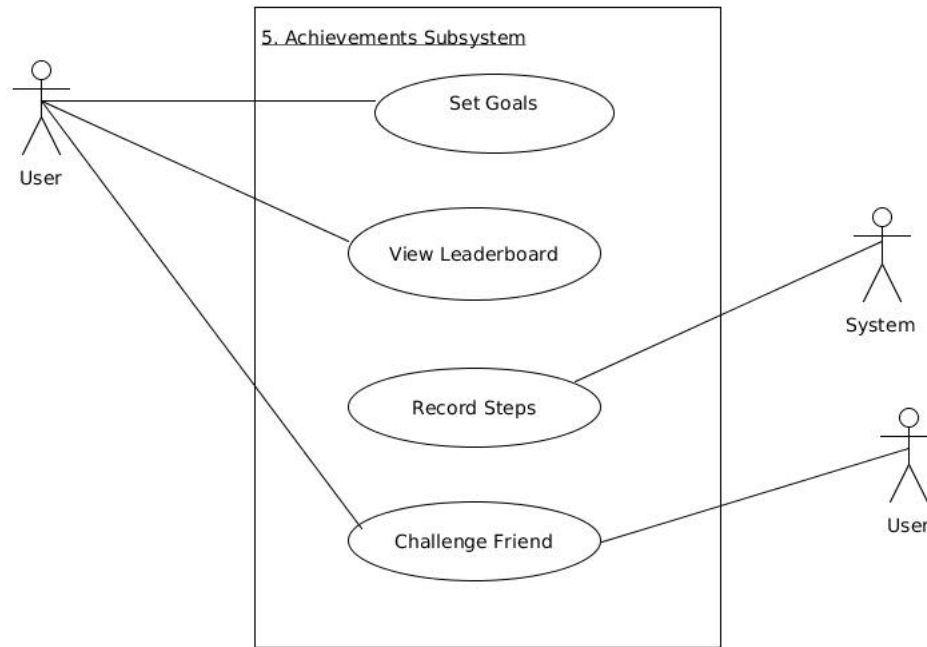 5. Achievements Subsystem
Set Goals
User
View Leaderboard
System
Record Steps
User
Challenge Friend